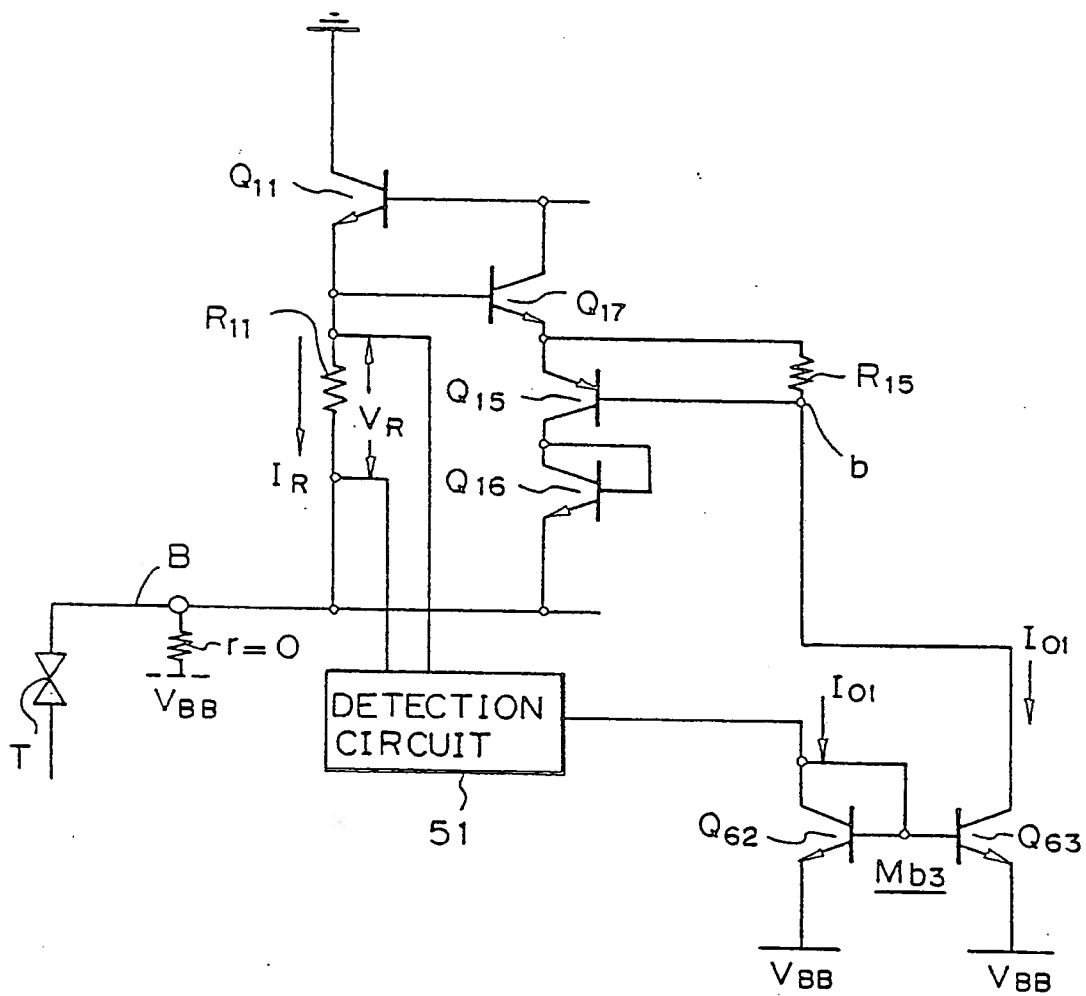 Q11
Q17
R11
R15
Q15
VR
b
IR
Q16
B
r=0
I01
VBB
I01
DETECTION
CIRCUIT
T
51
Q62
Q63
Mb3
VBB
VBB